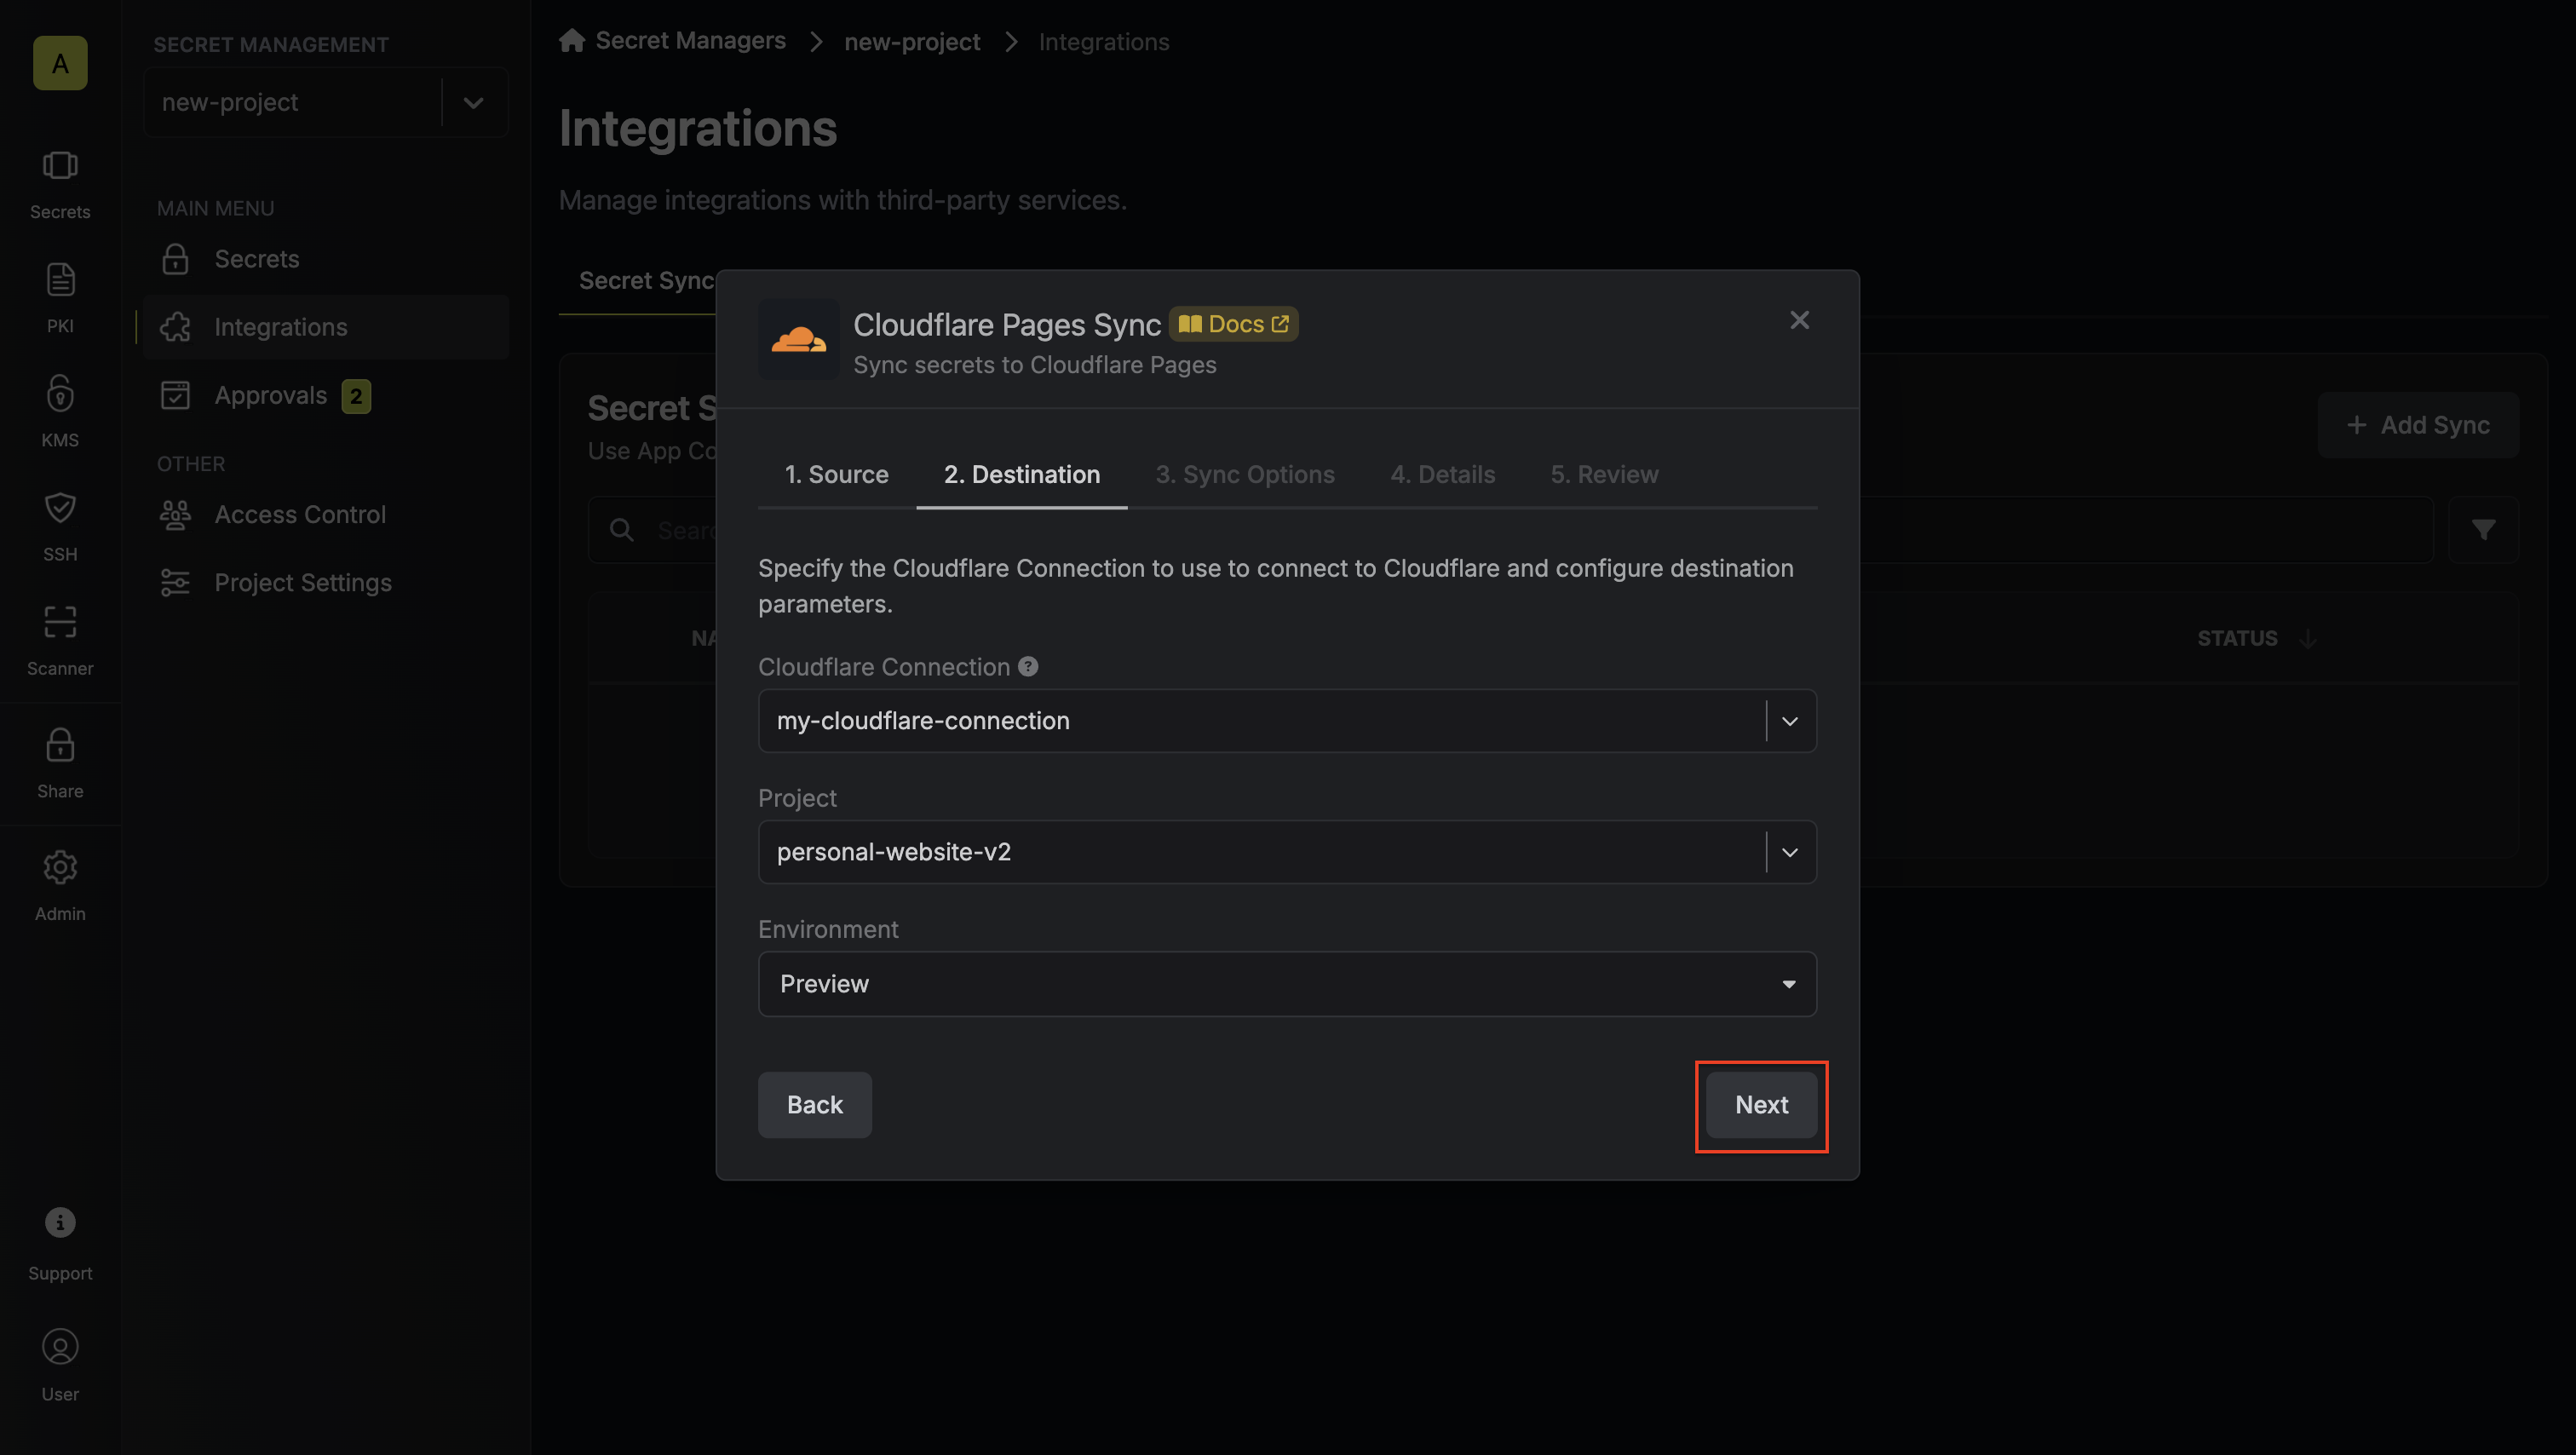 A
Secrets
PKI
KMS
SSH
Scanner
Share
Admin
Support
User
SECRET MANAGEMENT
new-project
MAIN MENU
Secrets
Integrations
Approvals 2
OTHER
Access Control
Project Settings
Secret Managers > new-project > Integrations
Integrations
Manage integrations with third-party services.
Secret Sync
Secret S
Use App Co
+ Add Sync
Searc
NA
STATUS
Cloudflare Pages Sync Docs
Sync secrets to Cloudflare Pages
1. Source 2. Destination 3. Sync Options 4. Details 5. Review
Specify the Cloudflare Connection to use to connect to Cloudflare and configure destination
parameters.
Cloudflare Connection ?
my-cloudflare-connection
Project
personal-website-v2
Environment
Preview
Back Next